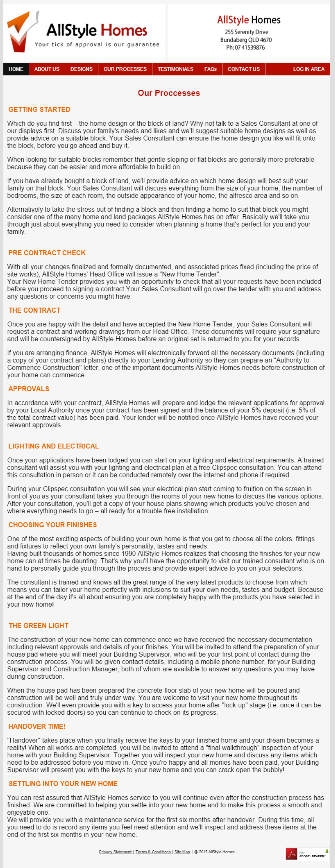 AllStyle Homes
Your tick of approval for say guarantee
AllStyle Homes
255 Serenity Drive
Bundaberg QLD 4670
Ph: 07 41539876
HOME ABOUT US DESIGNS OUR PROCESSES TESTIMONIALS FAQs CONTACT US LOG IN AREA
Our Proccesses
GETTING STARTED
Which do you find first – the home design or the block of land? Why not talk to a Sales Consultant at one of
our displays first. Discuss your family's needs and likes and we'll suggest suitable home designs as well as
provide advice on a suitable block. Your Sales Consultant can ensure the home design you like will fit onto
the block, before you go ahead and buy it.
When looking for suitable blocks remember that gentle sloping or flat blocks are generally more preferable
because they can be easier and more affordable to build on.
If you have already bought a block of land, we'll provide advice on which home design will best suit your
family on that block. Your Sales Consultant will discuss everything from the size of your home, the number of
bedrooms, the size of each room, the outside appearance of your home, the alfresco area and so on.
Alternatively to take the stress out of finding a block and then finding a home to suit the block you might
consider one of the many home and land packages AllStyle Homes has on offer. Basically we'll take you
through just about everything you need to consider when planning a home that's perfect for you, and your
family.
PRE CONTRACT CHECK
With all your changes finalized and formally documented, and associated prices fixed (including the price of
site works), AllStyle Homes' Head Office will issue a "New Home Tender".
Your New Home Tender provides you with an opportunity to check that all your requests have been included
before you proceed to signing a contract. Your Sales Consultant will go over the tender with you and address
any questions or concerns you might have.
THE CONTRACT
Once you are happy with the detail and have accepted the New Home Tender, your Sales Consultant will
request a contract and working drawings from our Head Office. These documents will require your signature
and will be countersigned by AllStyle Homes before an original set is returned to you for your records.
If you are arranging finance, AllStyle Homes will electronically forward all the necessary documents (including
a copy of your contract and plans) directly to your Lending Authority so they can prepare an "Authority to
Commence Construction" letter, one of the important documents AllStyle Homes needs before construction of
your home can commence.
APPROVALS
In accordance with your contract, AllStyle Homes will prepare and lodge the relevant applications for approval
by your Local Authority once your contract has been signed and the balance of your 5% deposit (i.e. 5% of
the total contract value) has been paid. Your lender will be notified once AllStyle Homes have received your
relevant approvals.
LIGHTING AND ELECTRICAL
Once your applications have been lodged you can start on your lighting and electrical requirements. A trained
consultant will assist you with your lighting and electrical plan at a free Clipspec consultation. You can attend
this consultation in person or it can be conducted remotely over the internet and phone if required.
During your Clipspec consultation you will see your electrical plan start coming to fruition on the screen in
front of you as your consultant takes you through the rooms of your new home to discuss the various options.
After your consultation, you'll get a copy of your house plans showing which products you've chosen and
where everything needs to go – all ready for a trouble free installation.
CHOOSING YOUR FINISHES
One of the most exciting aspects of building your own home is that you get to choose all the colors, fittings
and fixtures to reflect your own family's personality, tastes and needs.
Having built thousands of homes since 1990 AllStyle Homes realizes that choosing the finishes for your new
home can at times be daunting. That's why you'll have the opportunity to visit our trained consultant who is on
hand to personally guide you through the process and provide expert advice to you on your selections.
The consultant is trained and knows all the great range of the very latest products to choose from which
means you can tailor your home perfectly with inclusions to suit your needs, tastes and budget. Because
at the end of the day it's all about ensuring you are completely happy with the products you have selected in
your new home!
THE GREEN LIGHT
The construction of your new home can commence once we have received the necessary documentation
including relevant approvals and details of your finishes. You will be invited to attend the preparation of your
house pad where you will meet your Building Supervisor, who will be your first point of contact during the
construction process. You will be given contact details, including a mobile phone number, for your Building
Supervisor and Construction Manager, both of whom are available to answer any questions you may have
during construction.
When the house pad has been prepared the concrete floor slab of your new home will be poured and
construction will be well and truly under way. You are welcome to visit your new home throughout its
construction. We'll even provide you with a key to access your home after "lock up" stage (i.e. once it can be
secured with lockable doors) so you can continue to check on its progress.
HANDOVER TIME!
"Handover" takes place when you finally receive the keys to your finished home and your dream becomes a
reality! When all works are completed, you will be invited to attend a "final walkthrough" inspection of your
home with your Building Supervisor. Together you will inspect your new home and discuss any items which
need to be addressed before you move in. Once you're happy and all monies have been paid, your Building
Supervisor will present you with the keys to your new home and you can crack open the bubbly!
SETTLING INTO YOUR NEW HOME
You can rest assured that AllStyle Homes service to you will continue even after the construction process has
finished. We are committed to helping you settle into your new home and to make this process a smooth and
enjoyable one.
We will provide you with a maintenance service for the first six months after handover. During this time, all
you need to do is record any items you feel need attention and we'll inspect and address these items at the
end of the first six months in your new home.
Privacy Statement | Terms & Conditions | Site Map | @ 2017 AllStyle Homes